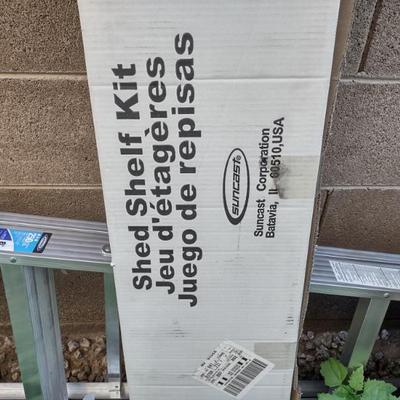 Shed Shelf Kit
Jeu d'étagères
Juego de repisas
SUNCAST®
Suncast Corporation
Batavia, IL 60510,USA